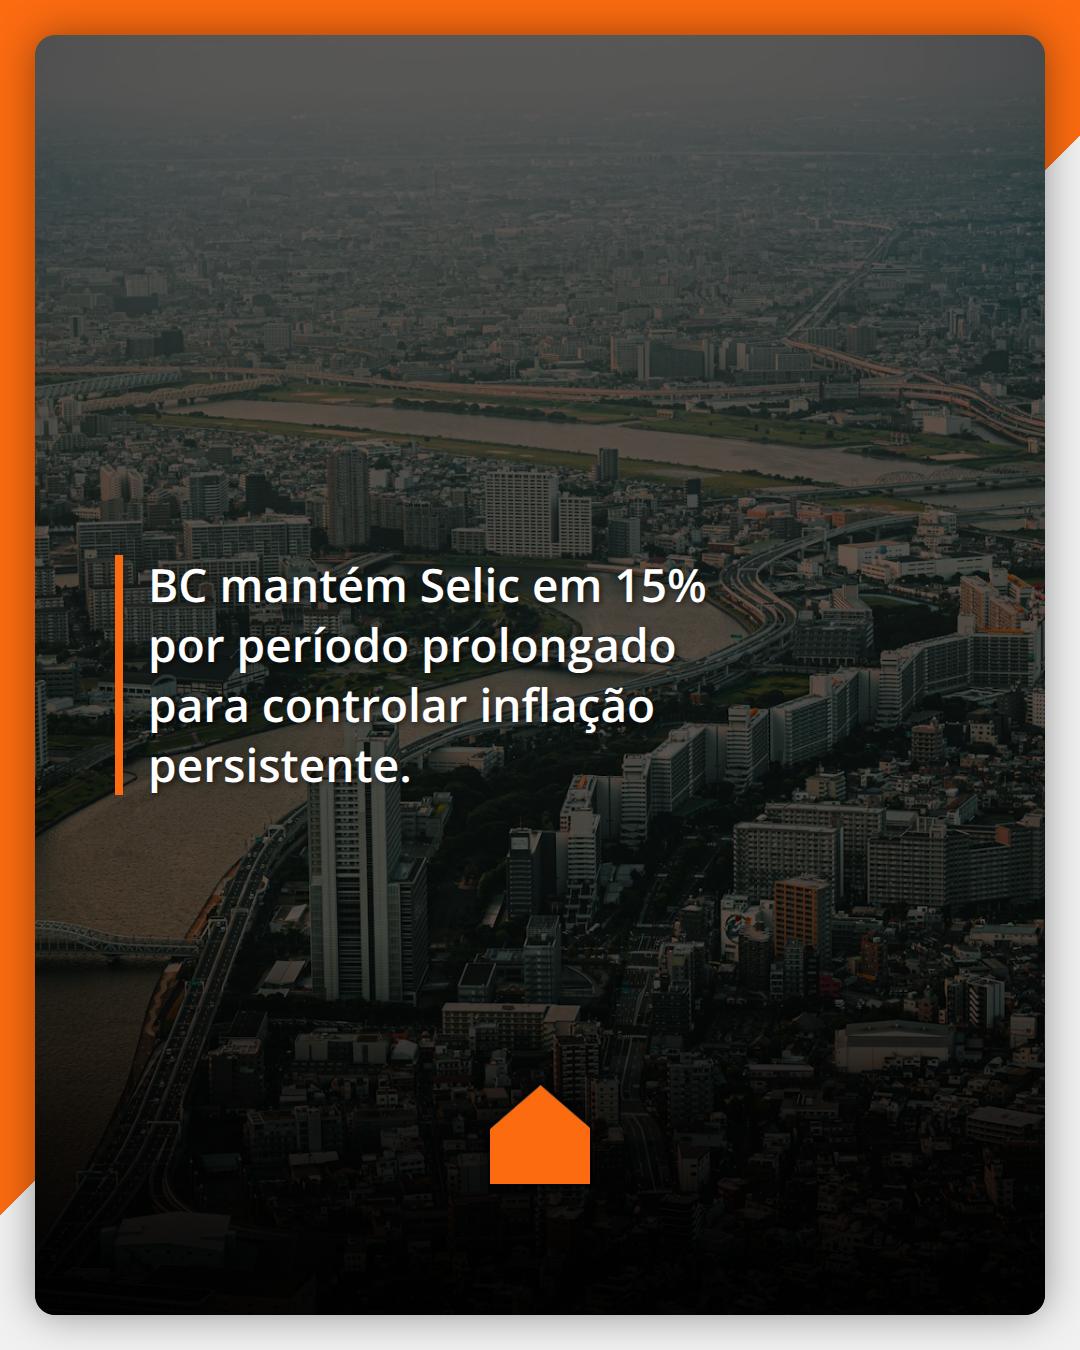 BC mantém Selic em 15%
por período prolongado
para controlar inflação
persistente.